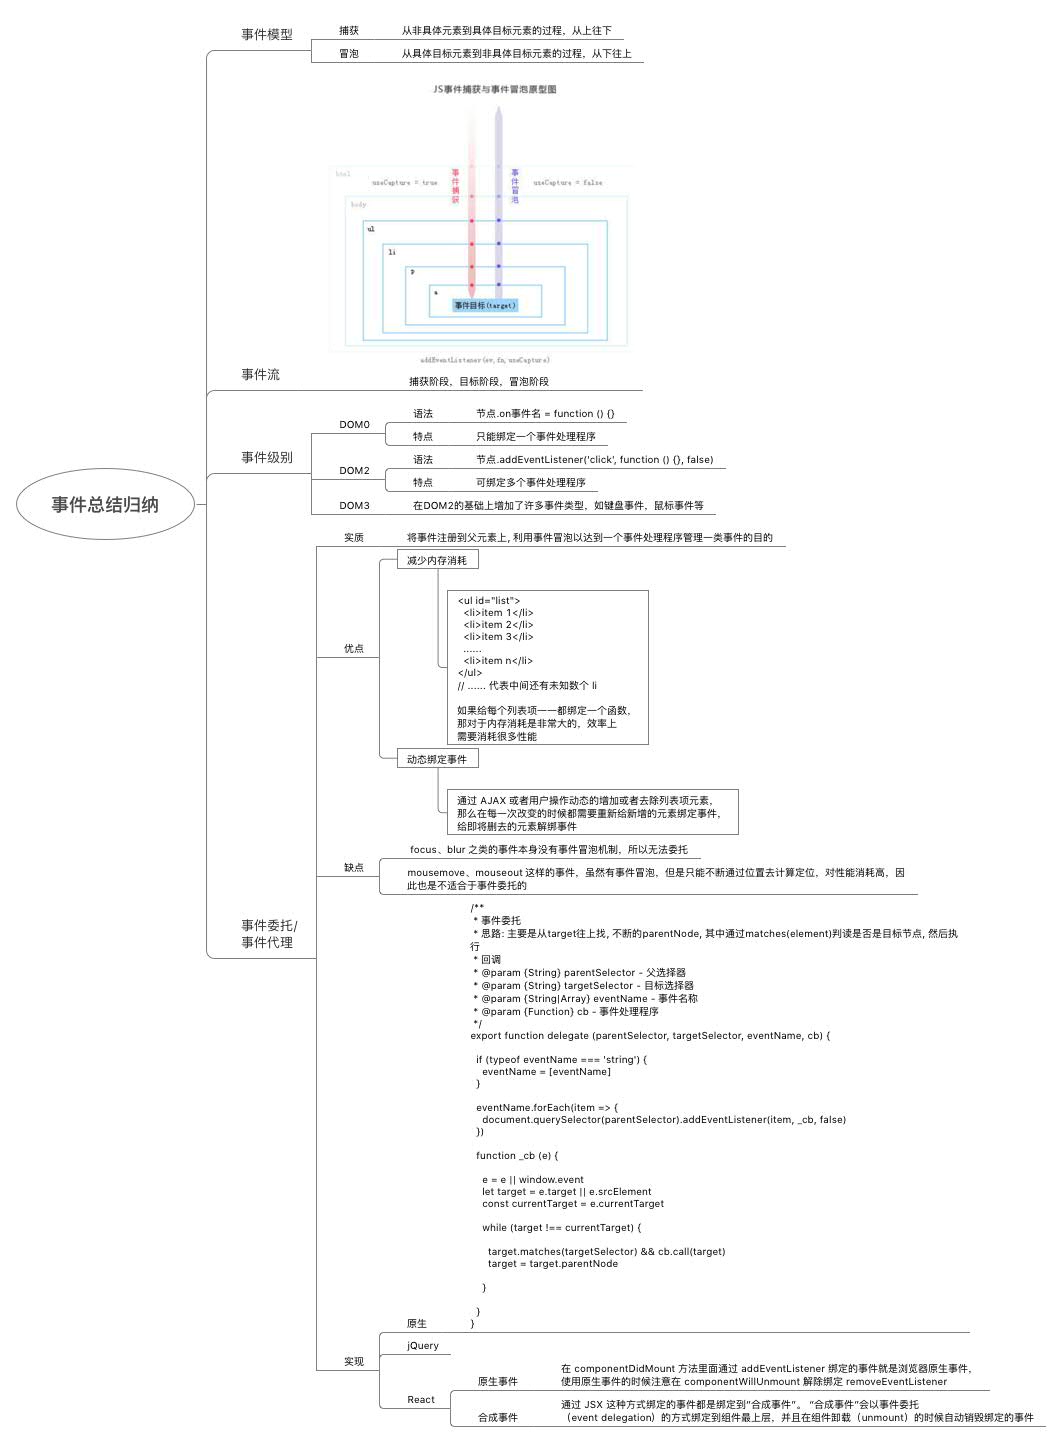 事件总结归纳
事件模型
捕获
从非具体元素到具体目标元素的过程，从上往下
冒泡
从具体目标元素到非具体目标元素的过程，从下往上
JS事件捕获与事件冒泡原型图
html
useCapture = true
事件捕获
事件冒泡
useCapture = false
body
ul
li
p
a
事件目标(target)
addEventListener(ev,fn,useCapture)
事件流
捕获阶段，目标阶段，冒泡阶段
事件级别
DOM0
语法
节点.on事件名 = function () {}
特点
只能绑定一个事件处理程序
DOM2
语法
节点.addEventListener('click', function () {}, false)
特点
可绑定多个事件处理程序
DOM3
在DOM2的基础上增加了许多事件类型，如键盘事件，鼠标事件等
事件委托/
事件代理
实质
将事件注册到父元素上, 利用事件冒泡以达到一个事件处理程序管理一类事件的目的
优点
减少内存消耗
<ul id="list">
<li>item 1</li>
<li>item 2</li>
<li>item 3</li>
......
<li>item n</li>
</ul>
// ...... 代表中间还有未知数个 li
如果给每个列表项一一都绑定一个函数，
那对于内存消耗是非常大的，效率上
需要消耗很多性能
动态绑定事件
通过 AJAX 或者用户操作动态的增加或者去除列表项元素，
那么在每一次改变的时候都需要重新给新增的元素绑定事件，
给即将删去的元素解绑事件
缺点
focus、blur 之类的事件本身没有事件冒泡机制，所以无法委托
mousemove、mouseout 这样的事件，虽然有事件冒泡，但是只能不断通过位置去计算定位，对性能消耗高，因
此也是不适合于事件委托的
实现
原生
/**
* 事件委托
* 思路: 主要是从target往上找, 不断的parentNode, 其中通过matches(element)判读是否是目标节点, 然后执
行
* 回调
* @param {String} parentSelector - 父选择器
* @param {String} targetSelector - 目标选择器
* @param {String|Array} eventName - 事件名称
* @param {Function} cb - 事件处理程序
*/
export function delegate (parentSelector, targetSelector, eventName, cb) {
if (typeof eventName === 'string') {
eventName = [eventName]
}
eventName.forEach(item => {
document.querySelector(parentSelector).addEventListener(item, _cb, false)
})
function _cb (e) {
e = e || window.event
let target = e.target || e.srcElement
const currentTarget = e.currentTarget
while (target !== currentTarget) {
target.matches(targetSelector) && cb.call(target)
target = target.parentNode
}
}
}
jQuery
React
原生事件
在 componentDidMount 方法里面通过 addEventListener 绑定的事件就是浏览器原生事件，
使用原生事件的时候注意在 componentWillUnmount 解除绑定 removeEventListener
合成事件
通过 JSX 这种方式绑定的事件都是绑定到“合成事件”。 “合成事件”会以事件委托
（event delegation）的方式绑定到组件最上层，并且在组件卸载（unmount）的时候自动销毁绑定的事件